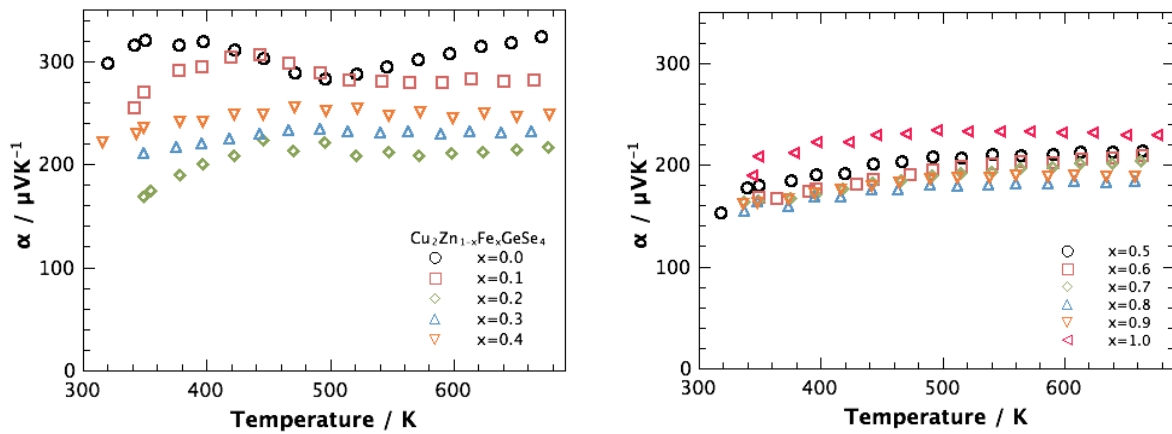 300
200
100
0
α / μVK⁻¹
Cu₂Zn₁₋ₓFeₓGeSe₄
x=0.0
x=0.1
x=0.2
x=0.3
x=0.4
300 400 500 600
Temperature / K
300
200
100
0
α / μVK⁻¹
x=0.5
x=0.6
x=0.7
x=0.8
x=0.9
x=1.0
300 400 500 600
Temperature / K